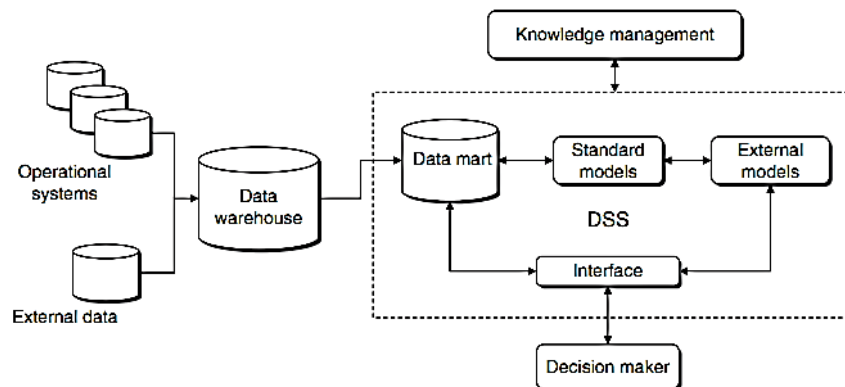 Knowledge management
Operational
systems
Data
warehouse
External data
Data mart
Standard
models
External
models
DSS
Interface
Decision maker